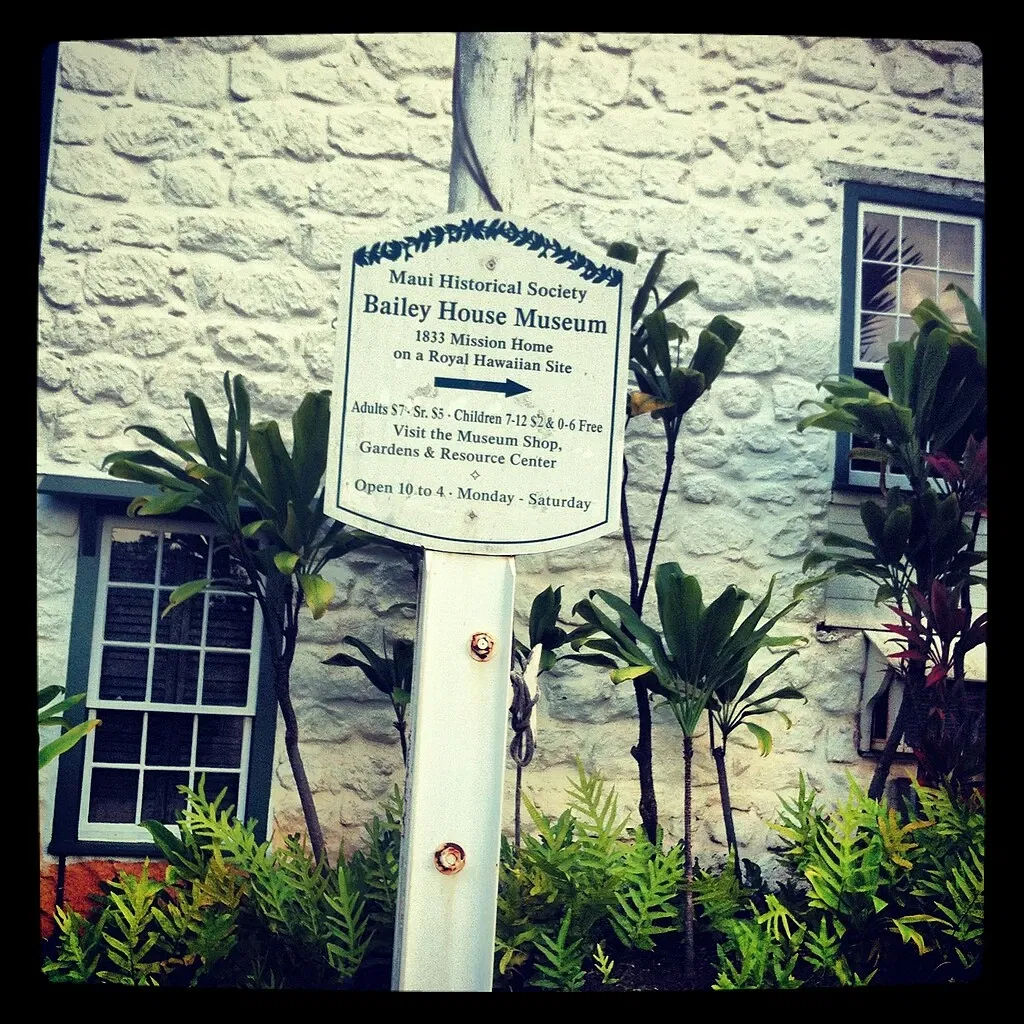 Maui Historical Society
Bailey House Museum
1833 Mission Home
on a Royal Hawaiian Site
Adults $7 · Sr. $5 · Children 7-12 $2 & 0-6 Free
Visit the Museum Shop,
Gardens & Resource Center
Open 10 to 4 · Monday - Saturday